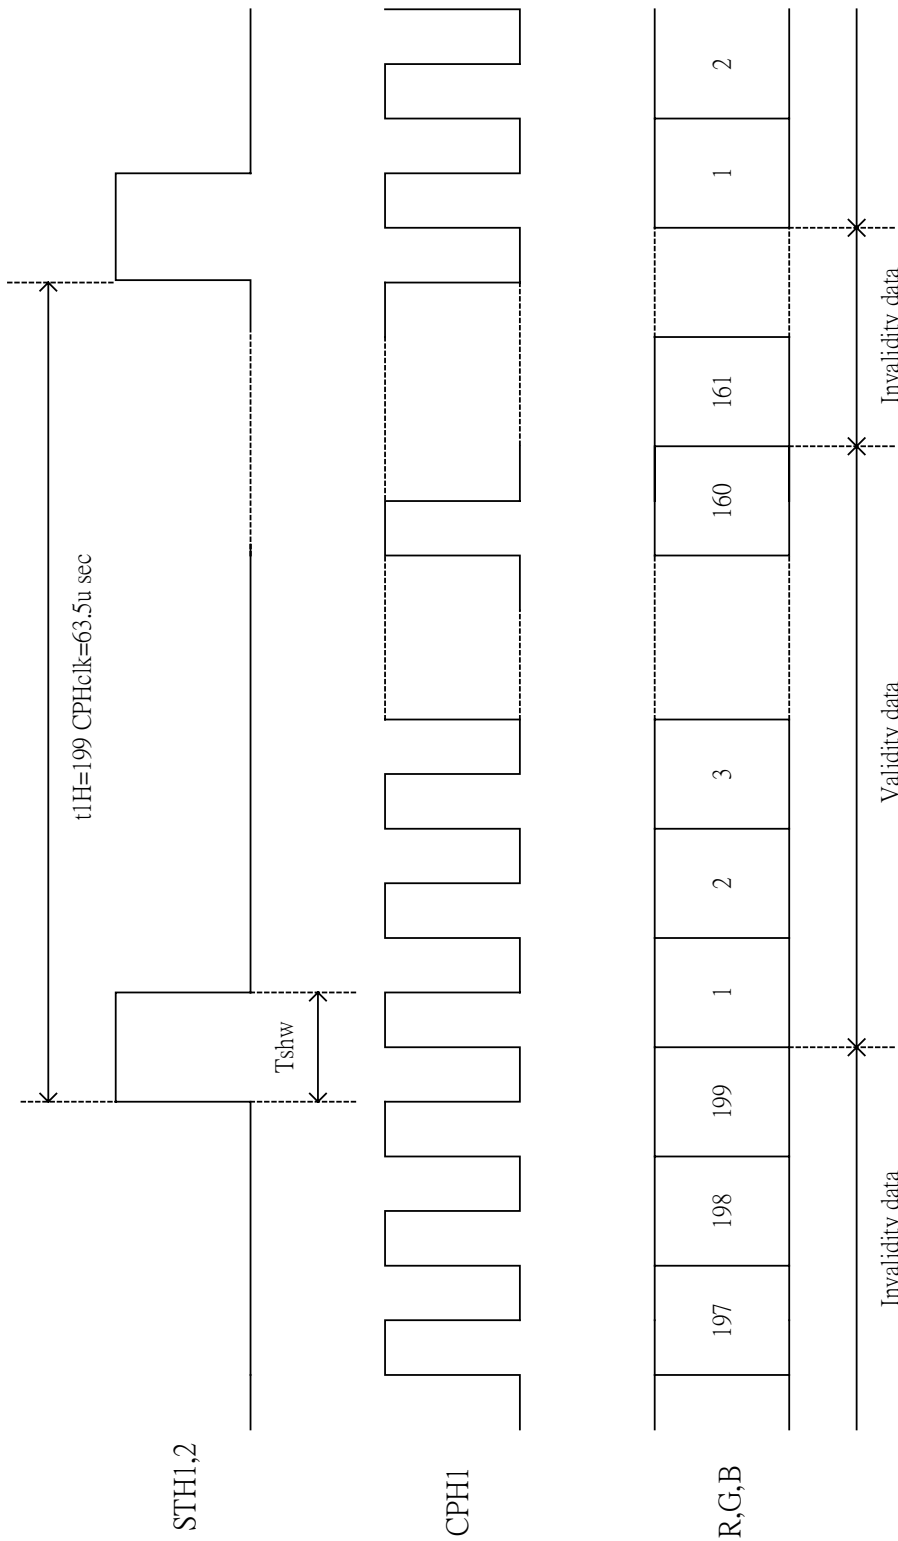 STH1,2
t1H=199 CPHclk=63.5u sec
Tshw
CPH1
R,G,B
197
198
199
1
2
3
160
161
1
2
Invalidity data
Validity data
Invalidity data